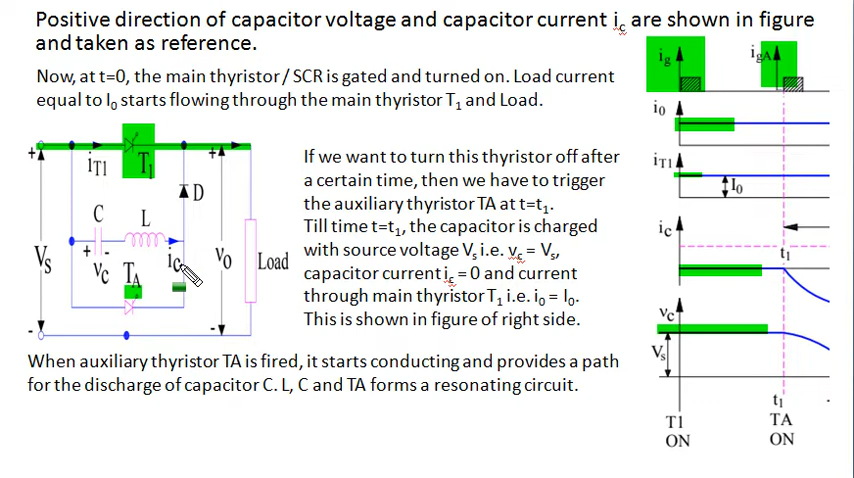 Positive direction of capacitor voltage and capacitor current ic are shown in figure
and taken as reference.
Now, at t=0, the main thyristor / SCR is gated and turned on. Load current
equal to I0 starts flowing through the main thyristor T1 and Load.
If we want to turn this thyristor off after
a certain time, then we have to trigger
the auxiliary thyristor TA at t=t1.
Till time t=t1, the capacitor is charged
with source voltage Vs i.e. vc = Vs,
capacitor current ic =0 and current
through main thyristor T1 i.e. i0 = I0.
This is shown in figure of right side.
When auxiliary thyristor TA is fired, it starts conducting and provides a path
for the discharge of capacitor C. L, C and TA forms a resonating circuit.
+ iT1 T1 +
D
C L
+ - ic
Vs vc TA v0 Load
- -
ig igA
i0
iT1
I0
ic
t1
vc
Vs
t1
T1 TA
ON ON